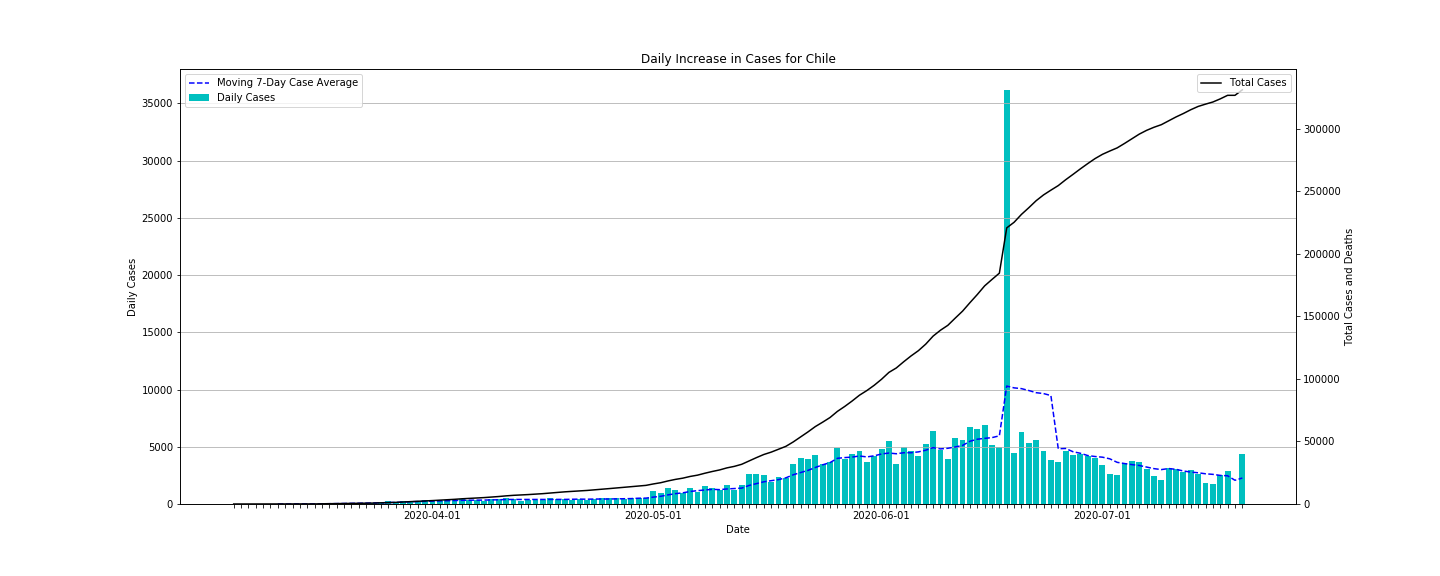 Daily Increase in Cases for Chile
Moving 7-Day Case Average
Daily Cases
Total Cases
35000
30000
25000
20000
15000
10000
5000
0
Daily Cases
300000
250000
200000
150000
100000
50000
0
Total Cases and Deaths
2020-04-01
2020-05-01
2020-06-01
2020-07-01
Date